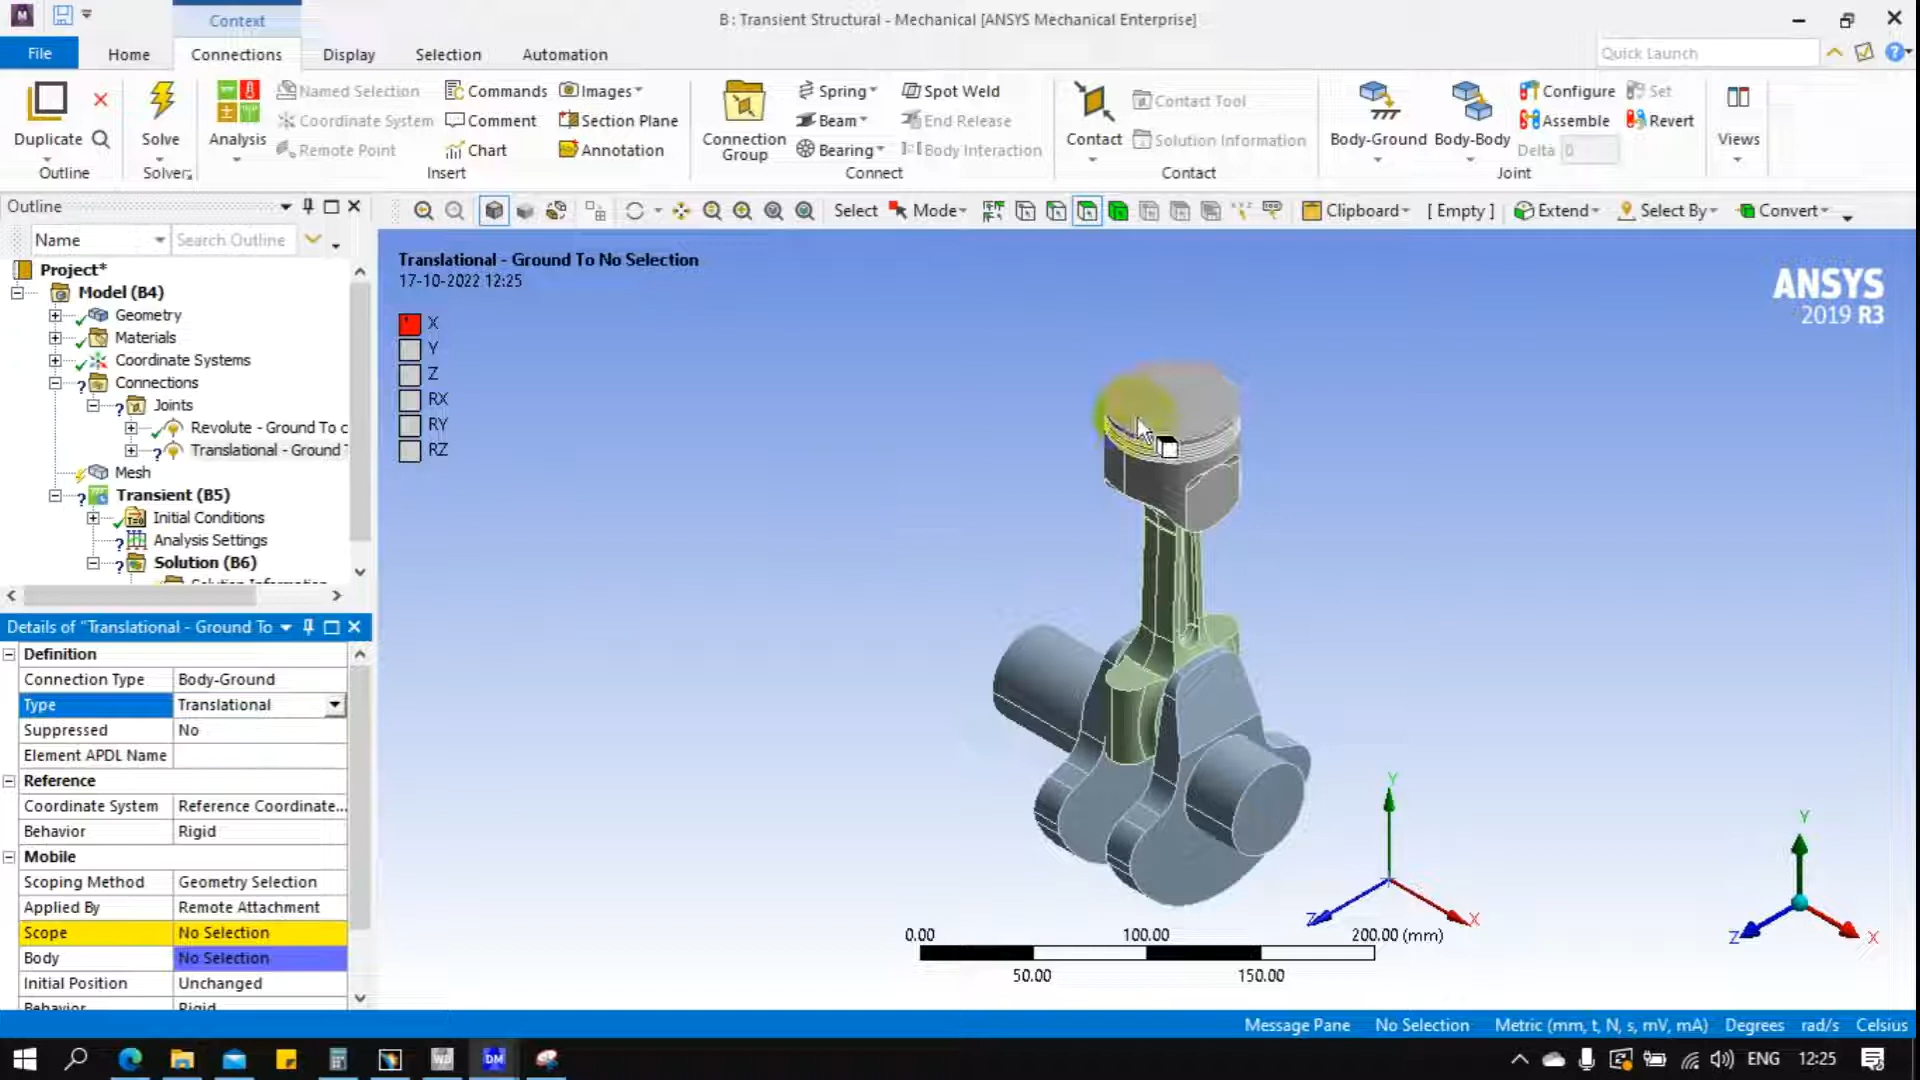 Context
B : Transient Structural - Mechanical [ANSYS Mechanical Enterprise]
File
Home
Connections
Display
Selection
Automation
Quick Launch
Duplicate
Outline
Solve
Solver
Analysis
Named Selection
Coordinate System
Remote Point
Commands
Comment
Chart
Images
Section Plane
Annotation
Insert
Connection Group
Spring
Beam
Bearing
Spot Weld
End Release
Body Interaction
Connect
Contact
Contact Tool
Solution Information
Contact
Body-Ground
Body-Body
Configure
Set
Assemble
Revert
Delta 0
Joint
Views
Outline
Name
Search Outline
Select
Mode
Clipboard
[ Empty ]
Extend
Select By
Convert
Project*
Model (B4)
Geometry
Materials
Coordinate Systems
Connections
Joints
Revolute - Ground To c
Translational - Ground
Mesh
Transient (B5)
Initial Conditions
Analysis Settings
Solution (B6)
Solution Information
Details of "Translational - Ground To
Definition
Connection Type Body-Ground
Type Translational
Suppressed No
Element APDL Name
Reference
Coordinate System Reference Coordinate...
Behavior Rigid
Mobile
Scoping Method Geometry Selection
Applied By Remote Attachment
Scope No Selection
Body No Selection
Initial Position Unchanged
Behavior Rigid
Translational - Ground To No Selection
17-10-2022 12:25
X
Y
Z
RX
RY
RZ
ANSYS
2019 R3
Y
Z
X
Y
Z
X
0.00 100.00 200.00 (mm)
50.00 150.00
Message Pane
No Selection
Metric (mm, t, N, s, mV, mA)
Degrees
rad/s
Celsius
DM
ENG
12:25